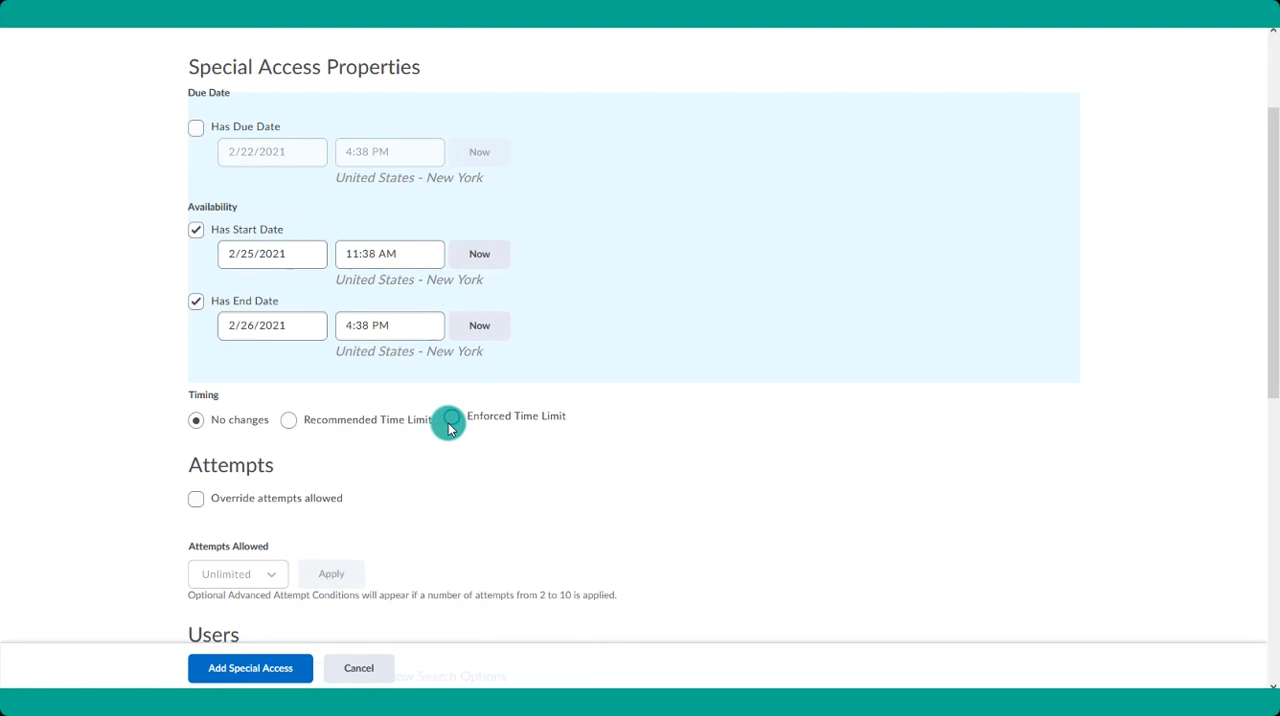 Special Access Properties
Due Date
Has Due Date
2/22/2021 4:38 PM Now
United States - New York
Availability
Has Start Date
2/25/2021 11:38 AM Now
United States - New York
Has End Date
2/26/2021 4:38 PM Now
United States - New York
Timing
No changes Recommended Time Limit Enforced Time Limit
Attempts
Override attempts allowed
Attempts Allowed
Unlimited Apply
Optional Advanced Attempt Conditions will appear if a number of attempts from 2 to 10 is applied.
Users
Add Special Access Cancel
Search Options